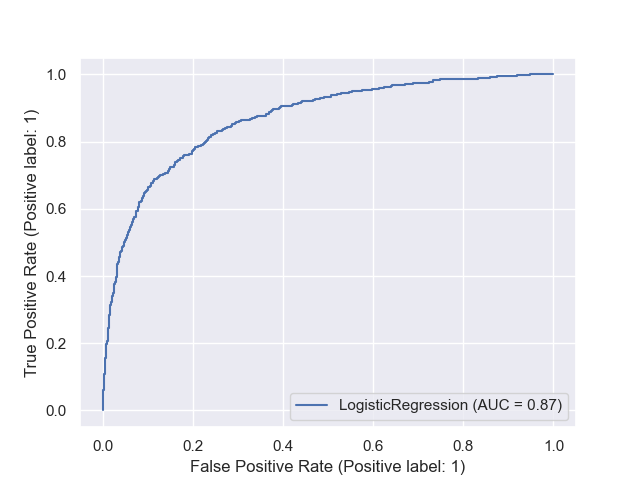 1.0
0.8
0.6
0.4
0.2
0.0
True Positive Rate (Positive label: 1)
LogisticRegression (AUC = 0.87)
0.0 0.2 0.4 0.6 0.8 1.0
False Positive Rate (Positive label: 1)